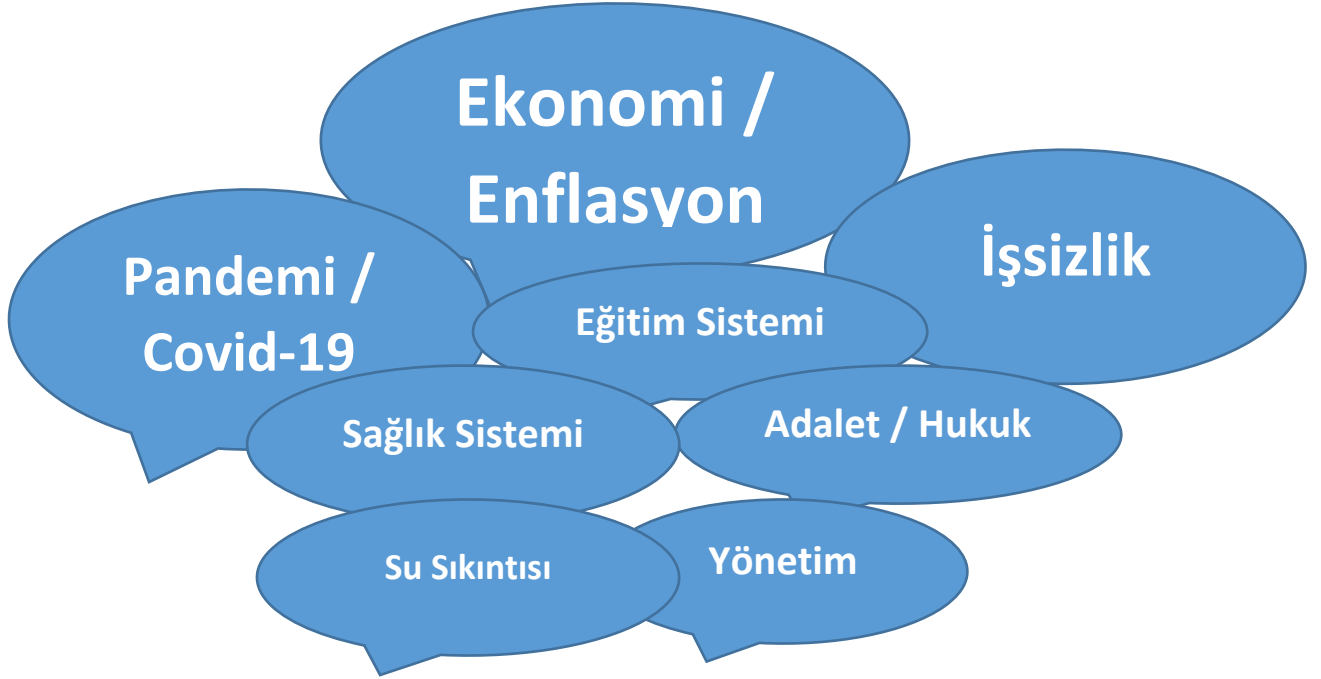 Ekonomi /
Enflasyon
Pandemi /
Covid-19
İşsizlik
Eğitim Sistemi
Sağlık Sistemi
Adalet / Hukuk
Su Sıkıntısı
Yönetim